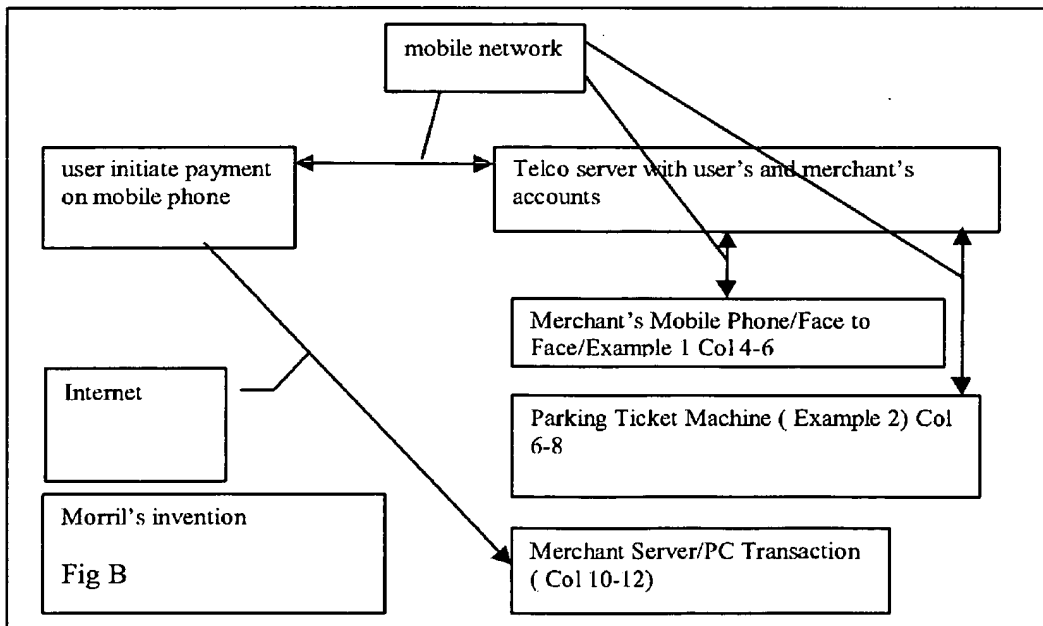 mobile network
user initiate payment
on mobile phone
Telco server with user's and merchant's
accounts
Merchant's Mobile Phone/Face to
Face/Example 1 Col 4-6
Internet
Parking Ticket Machine ( Example 2) Col
6-8
Morril's invention
Fig B
Merchant Server/PC Transaction
( Col 10-12)